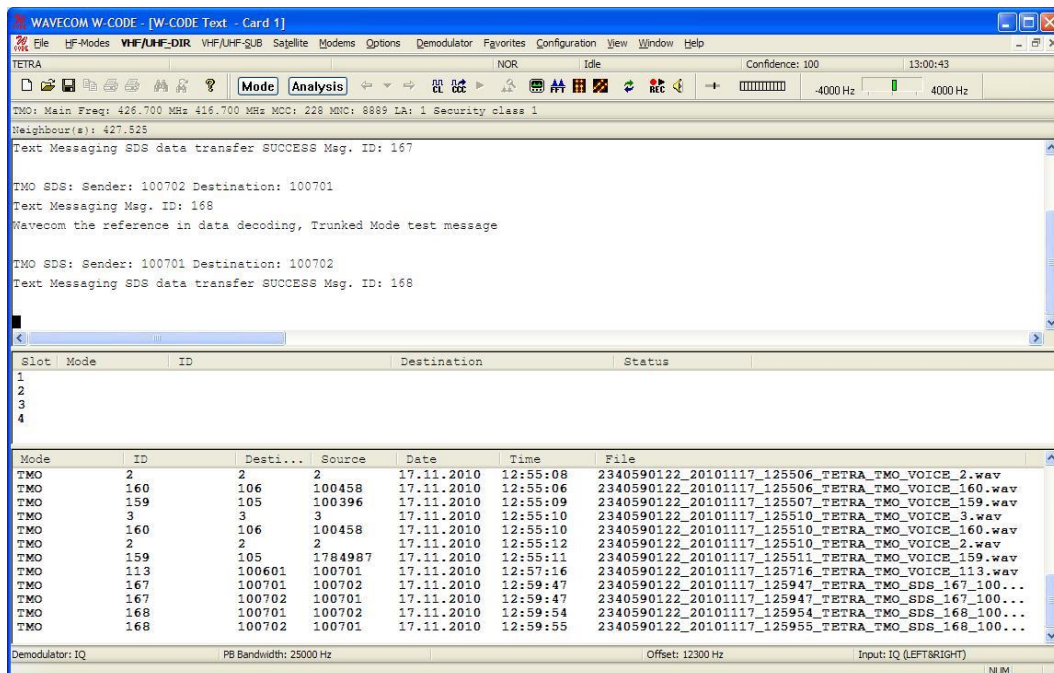 WAVECOM W-CODE - [W-CODE Text - Card 1]
File HF-Modes VHF/UHF-DIR VHF/UHF-SUB Satellite Modems Options Demodulator Favorites Configuration View Window Help
TETRA NOR Idle Confidence: 100 13:00:43
Mode Analysis CL CCC FFT REC -4000 Hz 4000 Hz
TMO: Main Freq: 426.700 MHz 416.700 MHz MCC: 228 MNC: 8889 LA: 1 Security class 1
Neighbour(s): 427.525
Text Messaging SDS data transfer SUCCESS Msg. ID: 167
TMO SDS: Sender: 100702 Destination: 100701
Text Messaging Msg. ID: 168
Wavecom the reference in data decoding, Trunked Mode test message
TMO SDS: Sender: 100701 Destination: 100702
Text Messaging SDS data transfer SUCCESS Msg. ID: 168
Slot Mode ID Destination Status
1
2
3
4
Mode ID Desti... Source Date Time File
TMO 2 2 2 17.11.2010 12:55:08 2340590122_20101117_125506_TETRA_TMO_VOICE_2.wav
TMO 160 106 100458 17.11.2010 12:55:06 2340590122_20101117_125506_TETRA_TMO_VOICE_160.wav
TMO 159 105 100396 17.11.2010 12:55:09 2340590122_20101117_125507_TETRA_TMO_VOICE_159.wav
TMO 3 3 3 17.11.2010 12:55:10 2340590122_20101117_125510_TETRA_TMO_VOICE_3.wav
TMO 160 106 100458 17.11.2010 12:55:10 2340590122_20101117_125510_TETRA_TMO_VOICE_160.wav
TMO 2 2 2 17.11.2010 12:55:12 2340590122_20101117_125510_TETRA_TMO_VOICE_2.wav
TMO 159 105 1784987 17.11.2010 12:55:11 2340590122_20101117_125511_TETRA_TMO_VOICE_159.wav
TMO 113 100601 100701 17.11.2010 12:57:16 2340590122_20101117_125716_TETRA_TMO_VOICE_113.wav
TMO 167 100701 100702 17.11.2010 12:59:47 2340590122_20101117_125947_TETRA_TMO_SDS_167_100...
TMO 167 100702 100701 17.11.2010 12:59:47 2340590122_20101117_125947_TETRA_TMO_SDS_167_100...
TMO 168 100701 100702 17.11.2010 12:59:54 2340590122_20101117_125954_TETRA_TMO_SDS_168_100...
TMO 168 100702 100701 17.11.2010 12:59:55 2340590122_20101117_125955_TETRA_TMO_SDS_168_100...
Demodulator: IQ PB Bandwidth: 25000 Hz Offset: 12300 Hz Input: IQ (LEFT&RIGHT)
NUM